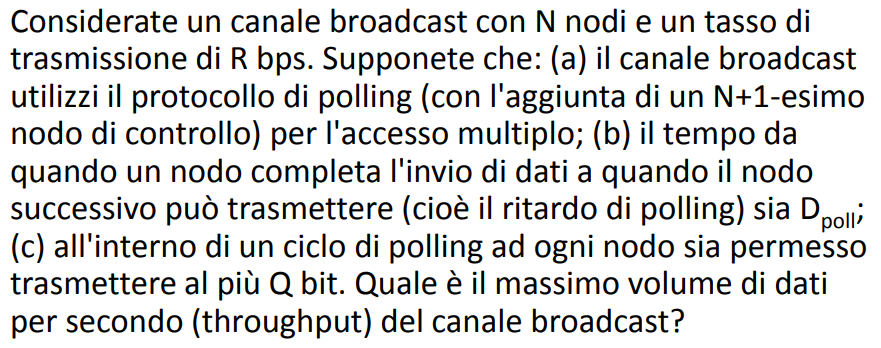 Considerate un canale broadcast con N nodi e un tasso di
trasmissione di R bps. Supponete che: (a) il canale broadcast
utilizzi il protocollo di polling (con l'aggiunta di un N+1-esimo
nodo di controllo) per l'accesso multiplo; (b) il tempo da
quando un nodo completa l'invio di dati a quando il nodo
successivo può trasmettere (cioè il ritardo di polling) sia Dpoll;
(c) all'interno di un ciclo di polling ad ogni nodo sia permesso
trasmettere al più Q bit. Quale è il massimo volume di dati
per secondo (throughput) del canale broadcast?